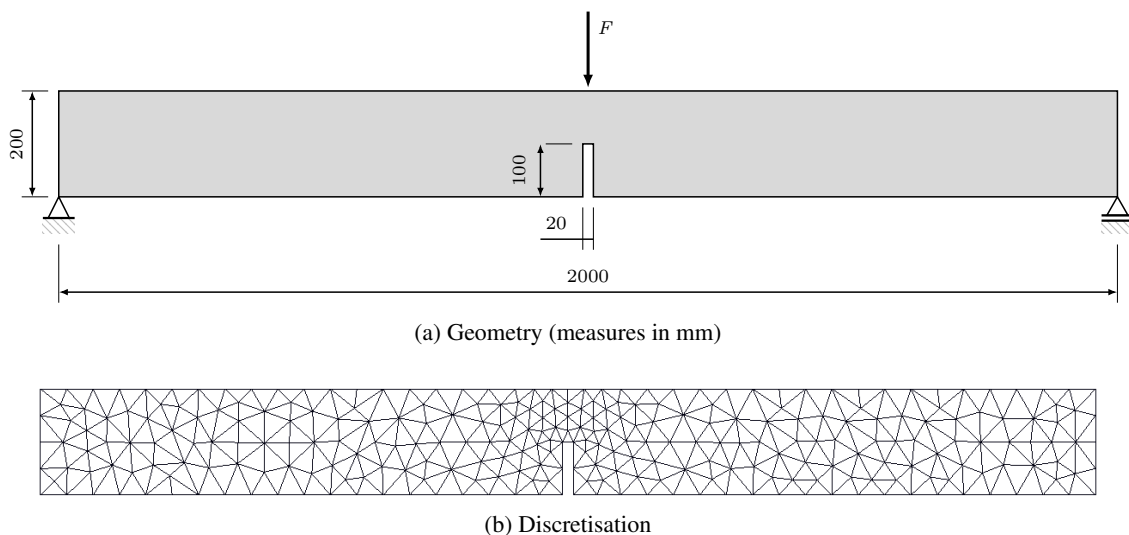 F
200
100
20
2000
(a) Geometry (measures in mm)
(b) Discretisation